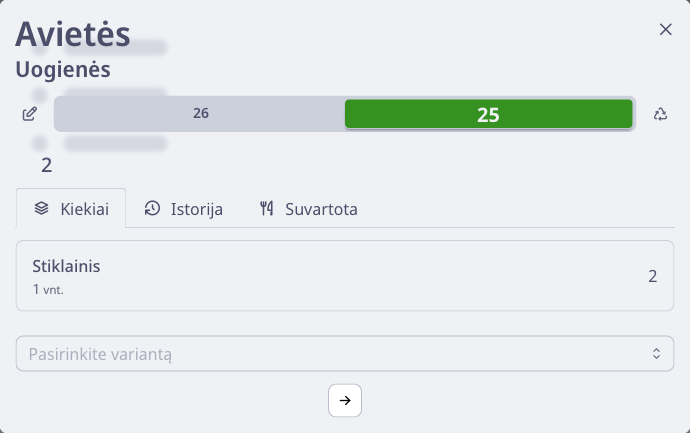 Avietės
Uogienės
26 25
2
Kiekiai Istorija Suvartota
Stiklainis 2
1 vnt.
Pasirinkite variantą